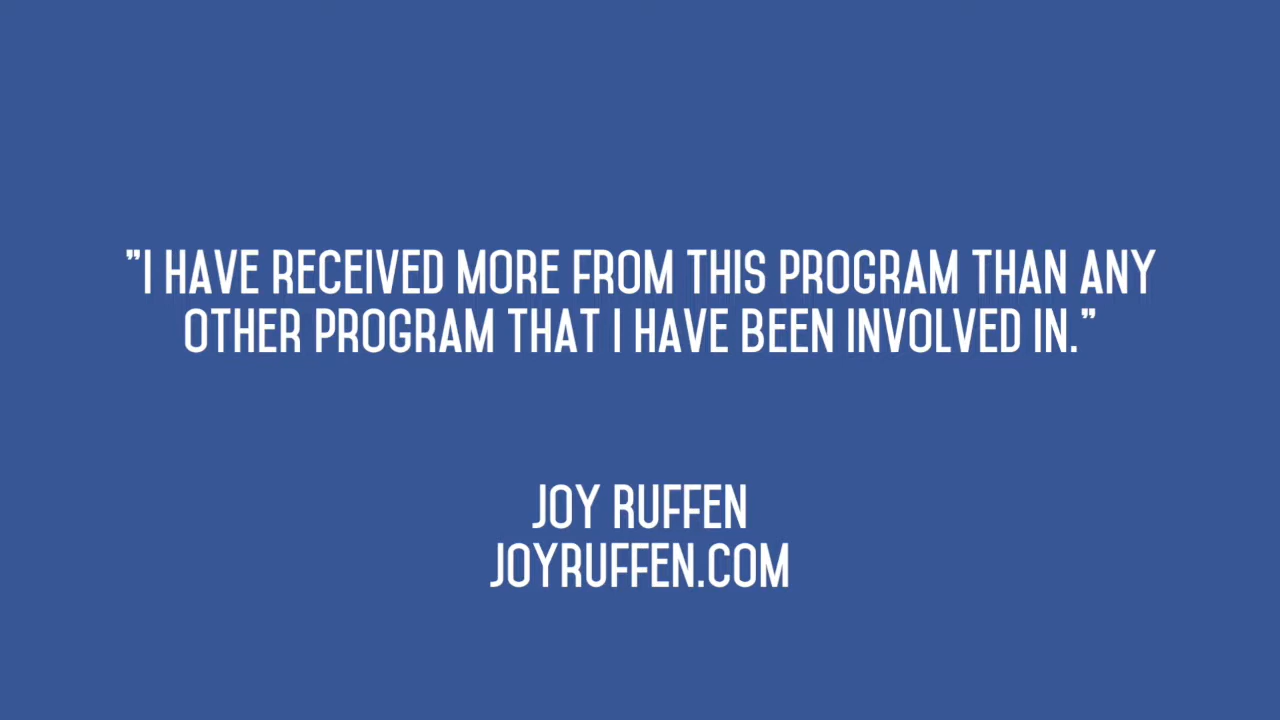 "I HAVE RECEIVED MORE FROM THIS PROGRAM THAN ANY
OTHER PROGRAM THAT I HAVE BEEN INVOLVED IN."
JOY RUFFEN
JOYRUFFEN.COM